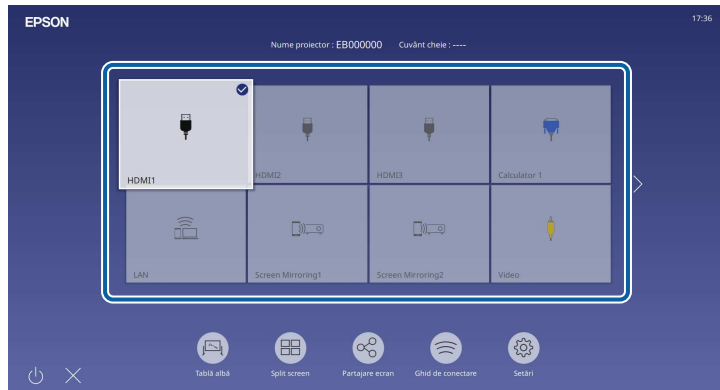 EPSON
17:36
Nume proiector : EB000000 Cuvânt cheie : ----
HDMI1
HDMI2
HDMI3
Calculator 1
LAN
Screen Mirroring1
Screen Mirroring2
Video
Tablă albă
Split screen
Partajare ecran
Ghid de conectare
Setări